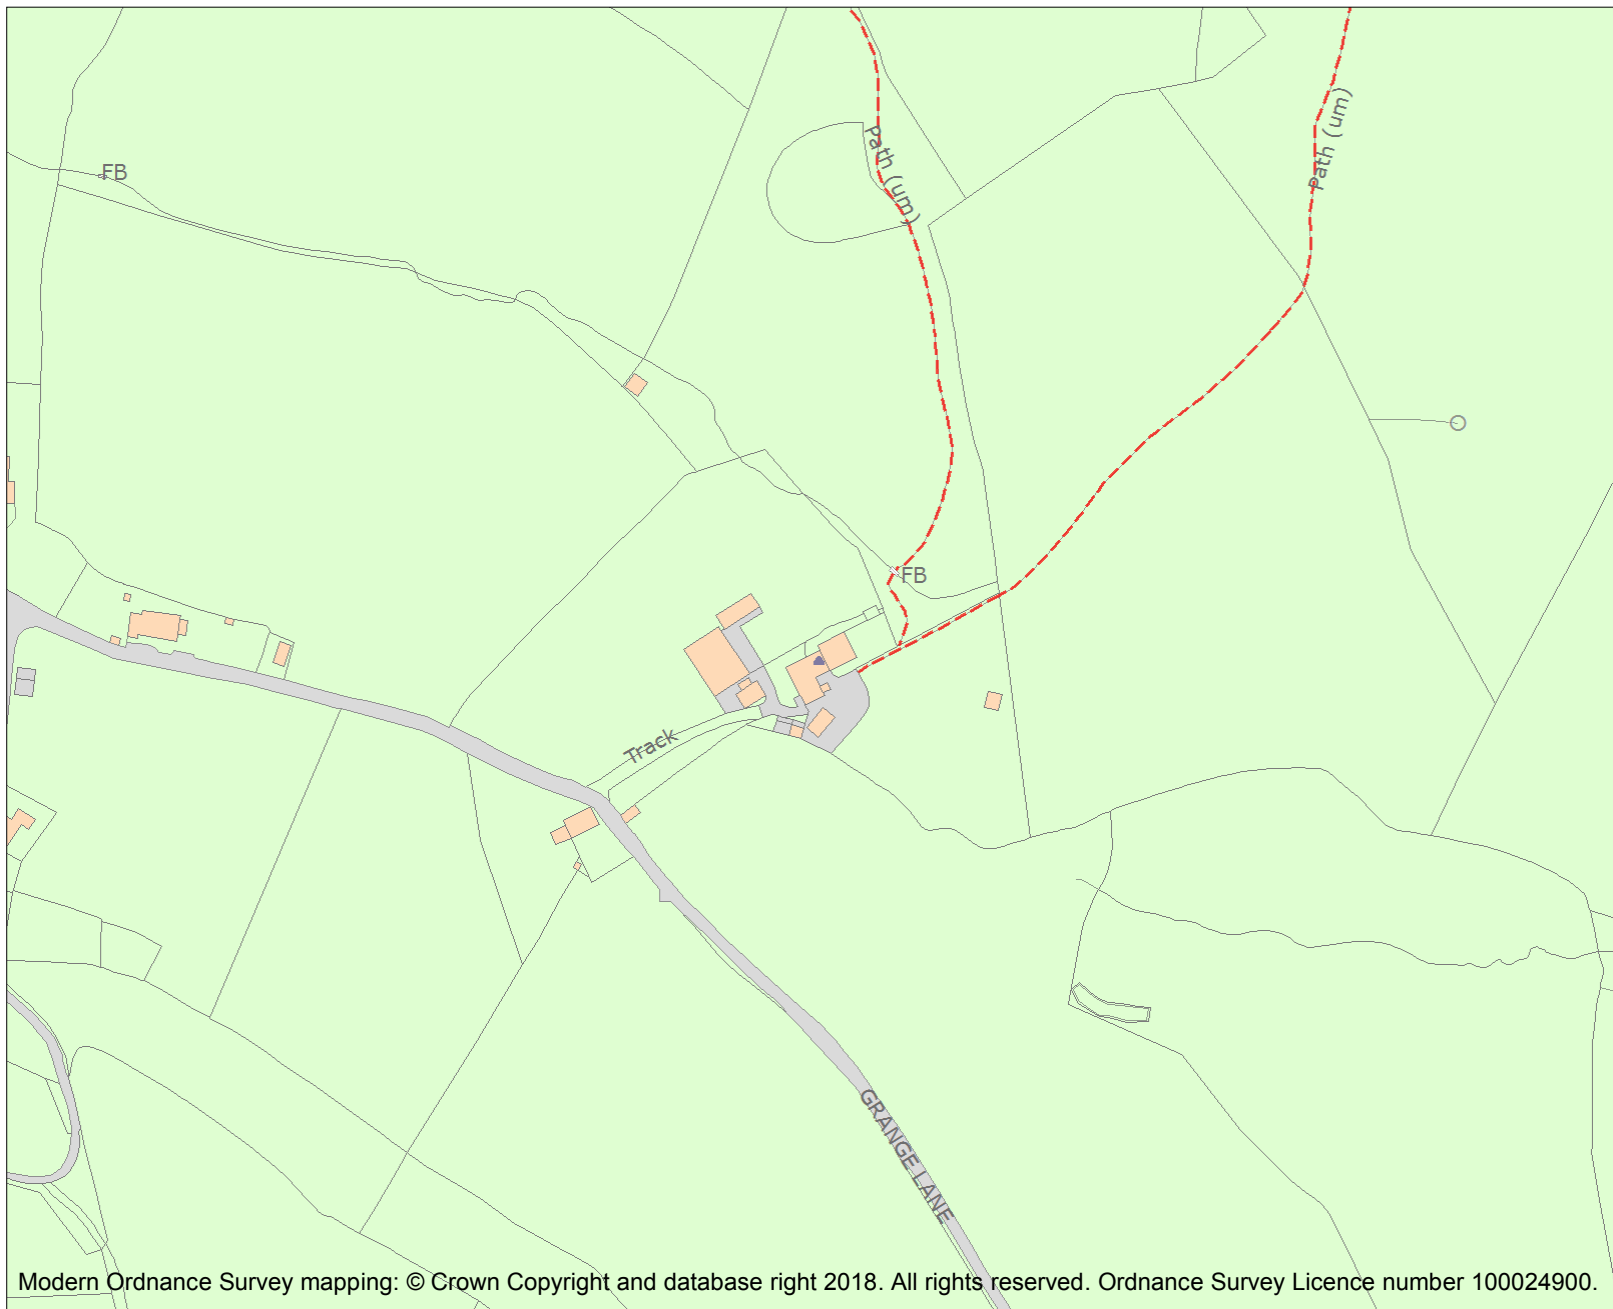 Path (um)
Path (um)
FB
FB
Track
GRANGE LANE
Modern Ordnance Survey mapping: © Crown Copyright and database right 2018. All rights reserved. Ordnance Survey Licence number 100024900.